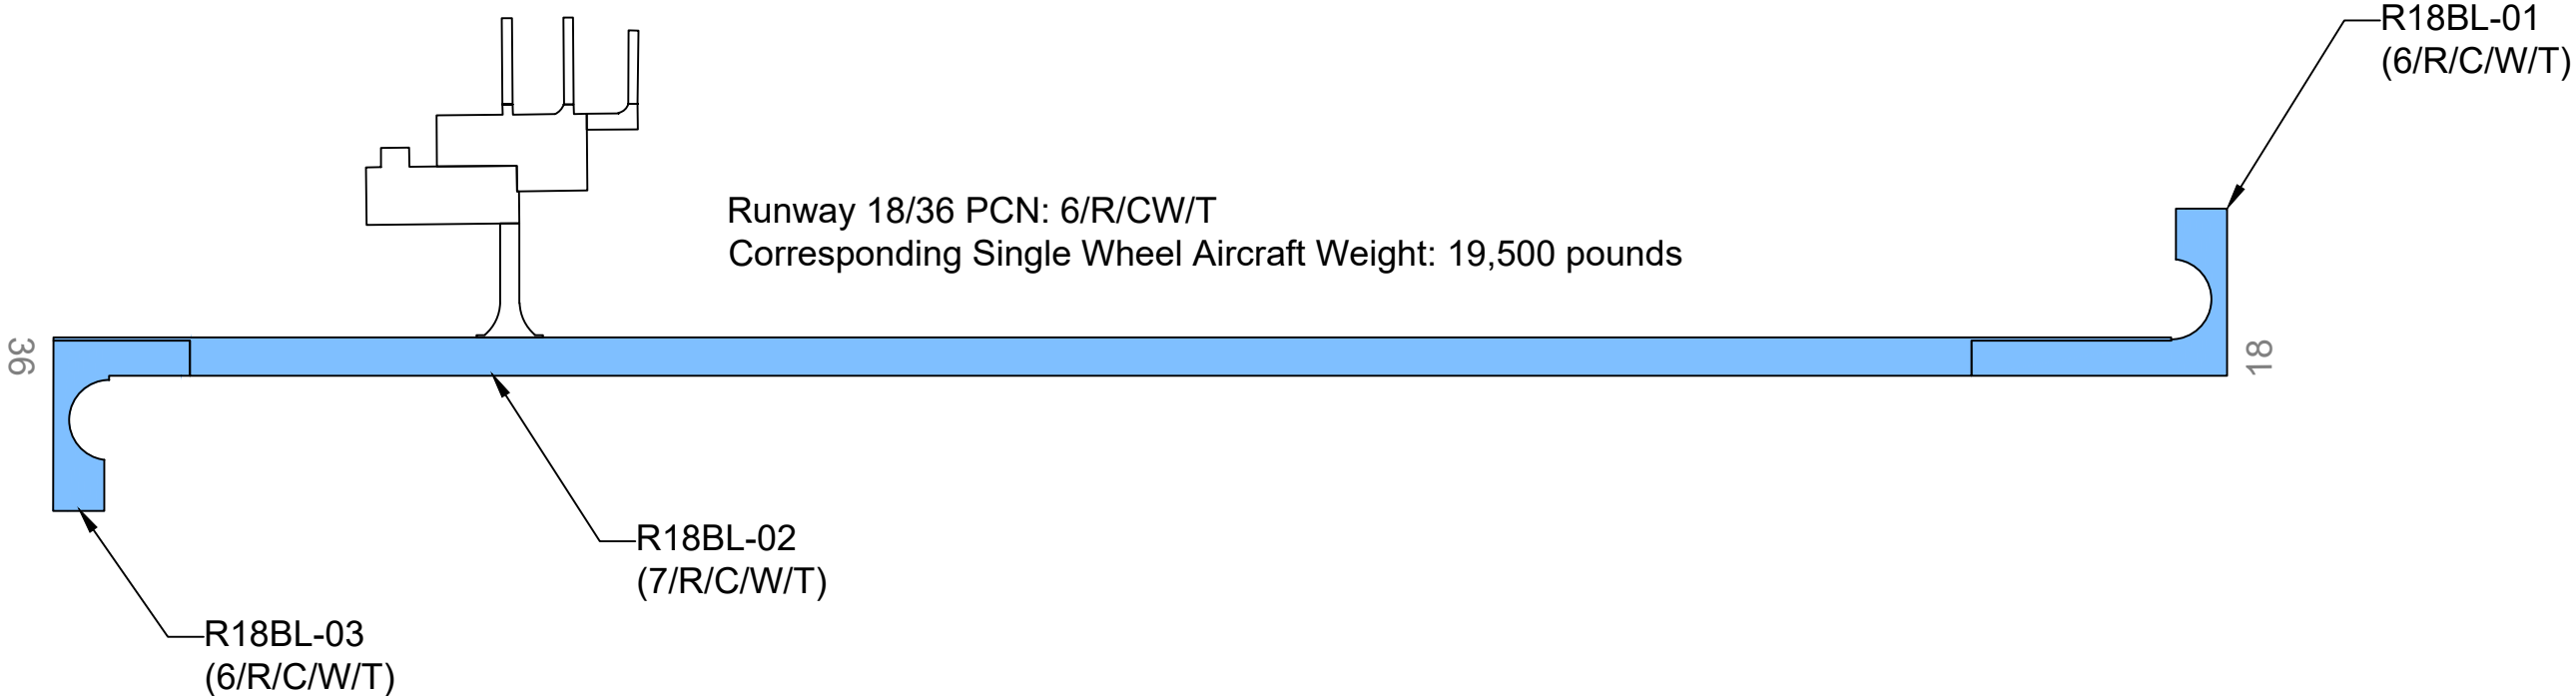 R18BL-01
(6/R/C/W/T)
Runway 18/36 PCN: 6/R/CW/T
Corresponding Single Wheel Aircraft Weight: 19,500 pounds
36
18
R18BL-02
(7/R/C/W/T)
R18BL-03
(6/R/C/W/T)